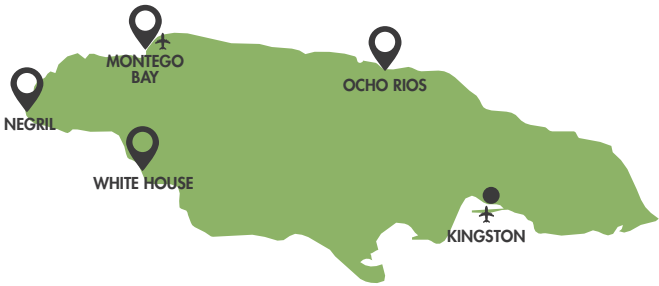 MONTEGO
BAY
OCHO RIOS
NEGRIL
WHITE HOUSE
KINGSTON